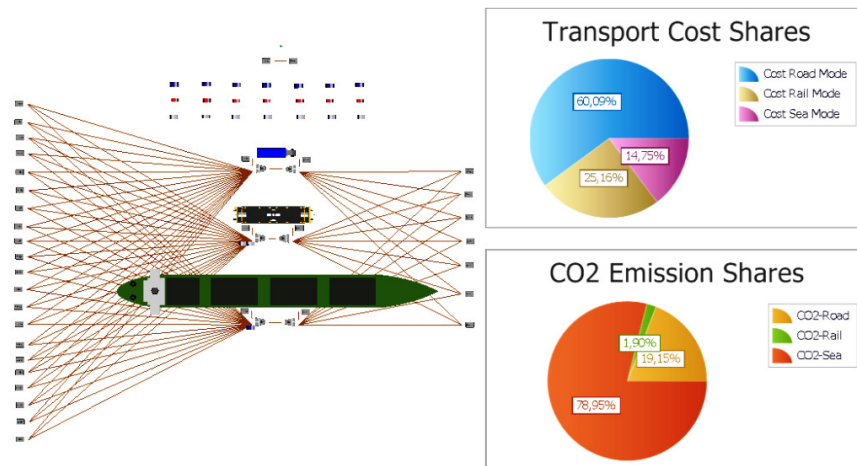 Transport Cost Shares
60,09%
25,16%
14,75%
Cost Road Mode
Cost Rail Mode
Cost Sea Mode
CO2 Emission Shares
1,90%
19,15%
78,95%
CO2-Road
CO2-Rail
CO2-Sea